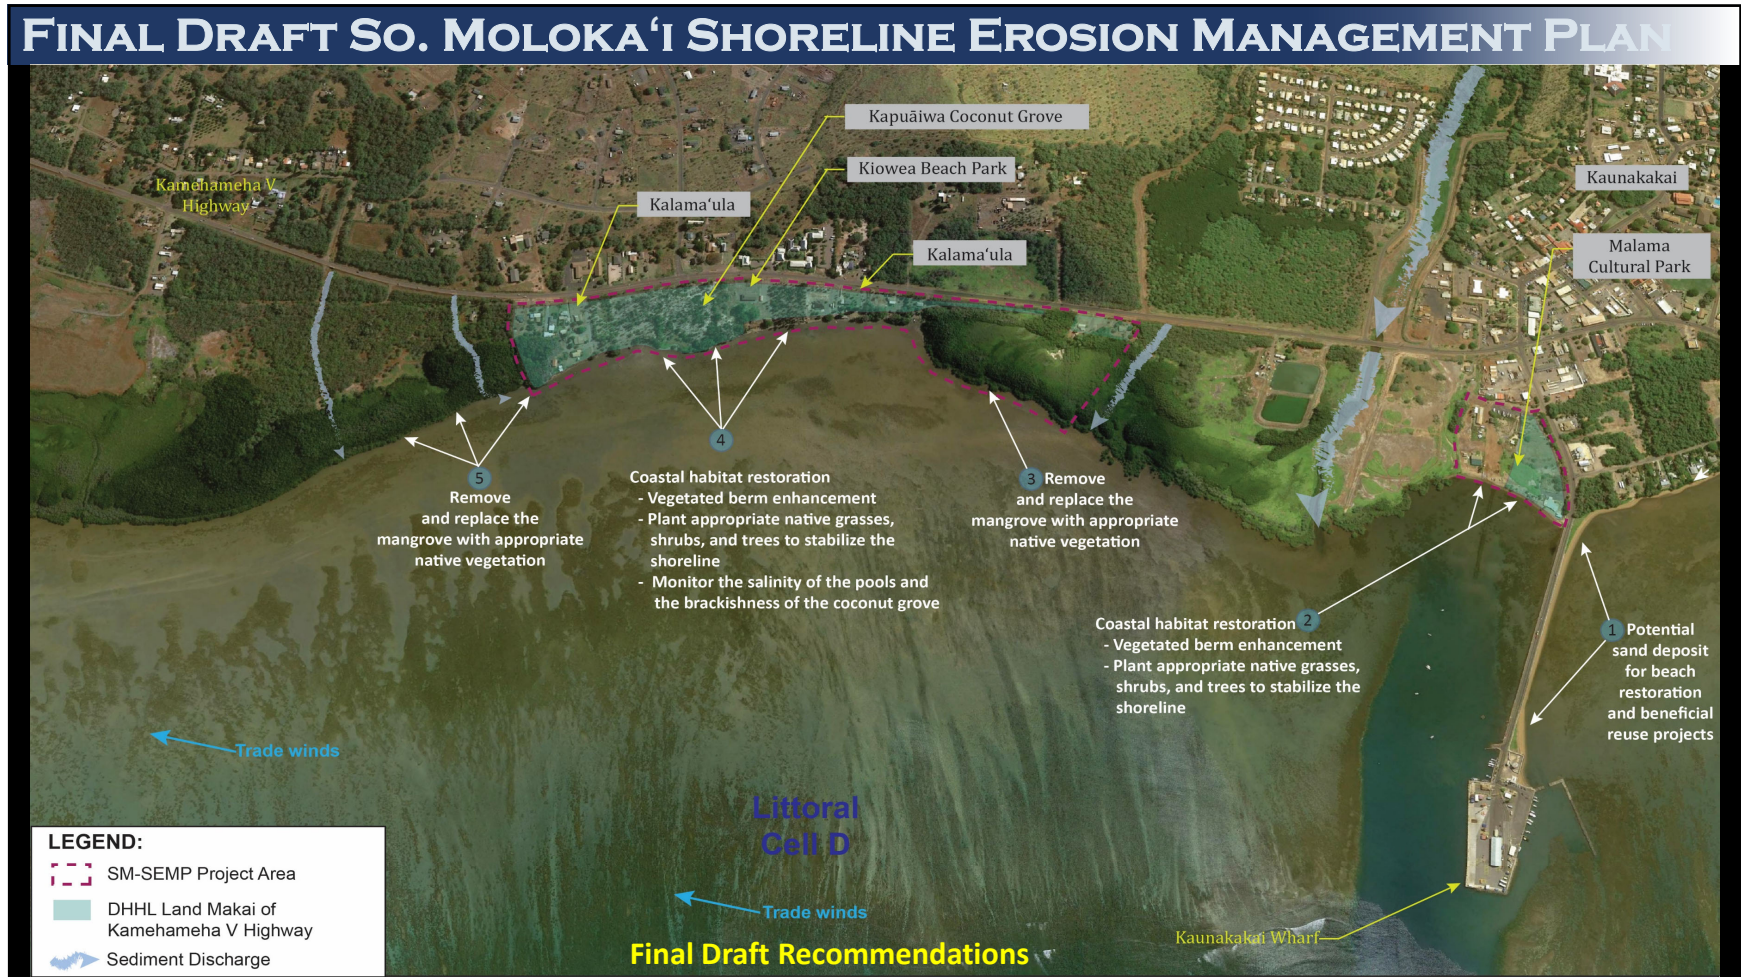 FINAL DRAFT SO. MOLOKAʻI SHORELINE EROSION MANAGEMENT PLAN
Kapuāiwa Coconut Grove
Kiowea Beach Park
Kaunakakai
Kamehameha V
Highway
Kalamaʻula
Kalamaʻula
Malama
Cultural Park
4
5
Remove
and replace the
mangrove with appropriate
native vegetation
Coastal habitat restoration
- Vegetated berm enhancement
- Plant appropriate native grasses,
shrubs, and trees to stabilize the
shoreline
- Monitor the salinity of the pools and
the brackishness of the coconut grove
3 Remove
and replace the
mangrove with appropriate
native vegetation
Coastal habitat restoration 2
- Vegetated berm enhancement
- Plant appropriate native grasses,
shrubs, and trees to stabilize the
shoreline
1 Potential
sand deposit
for beach
restoration
and beneficial
reuse projects
Trade winds
Littoral
Cell D
Trade winds
Kaunakakai Wharf
Final Draft Recommendations
LEGEND:
SM-SEMP Project Area
DHHL Land Makai of
Kamehameha V Highway
Sediment Discharge